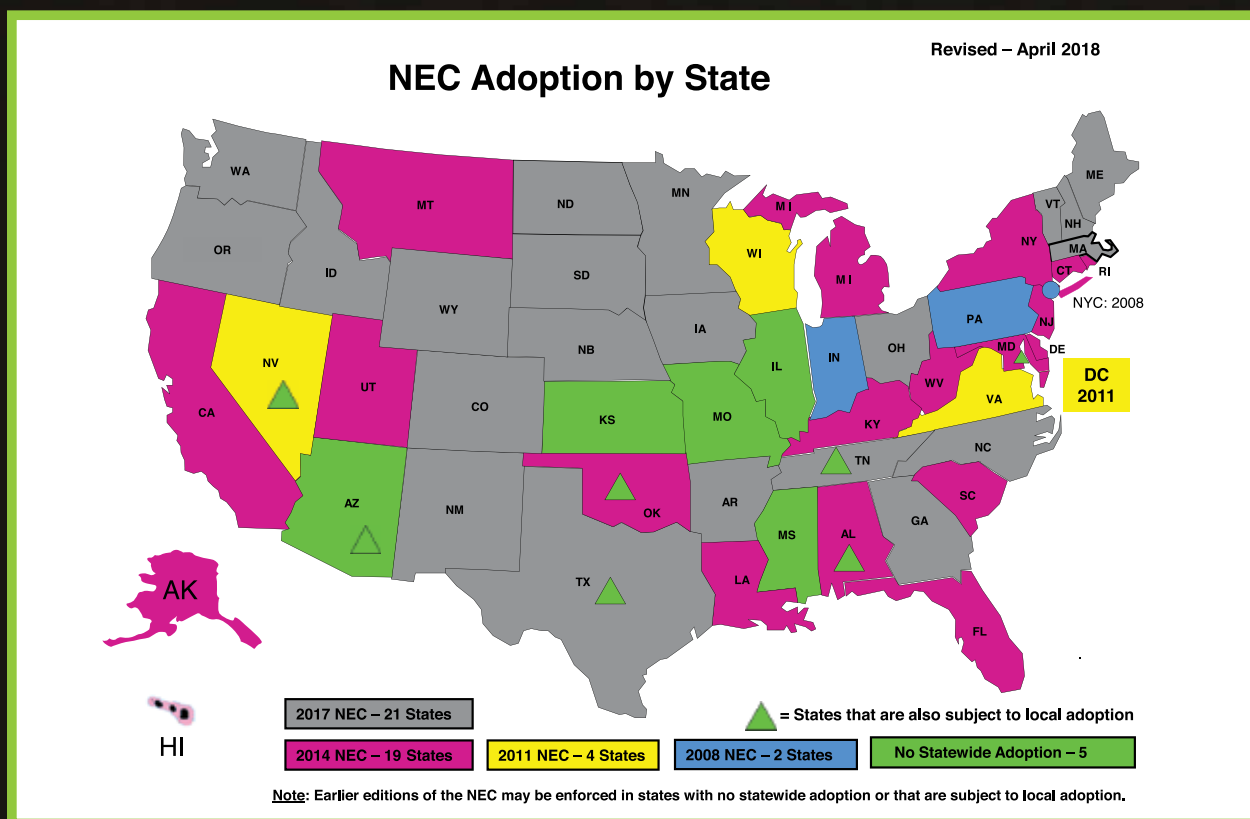 Revised – April 2018
NEC Adoption by State
WA
MT
ND
MN
ME
VT
NH
OR
ID
SD
WI
M I
NY
MA
CT
RI
WY
IA
M I
NYC: 2008
PA
NJ
NV
NB
IL
IN
OH
MD
DE
UT
CO
KS
MO
WV
VA
DC
2011
CA
KY
AZ
NM
OK
AR
TN
NC
SC
MS
AL
GA
TX
LA
AK
FL
HI
2017 NEC – 21 States
= States that are also subject to local adoption
2014 NEC – 19 States
2011 NEC – 4 States
2008 NEC – 2 States
No Statewide Adoption – 5
Note: Earlier editions of the NEC may be enforced in states with no statewide adoption or that are subject to local adoption.